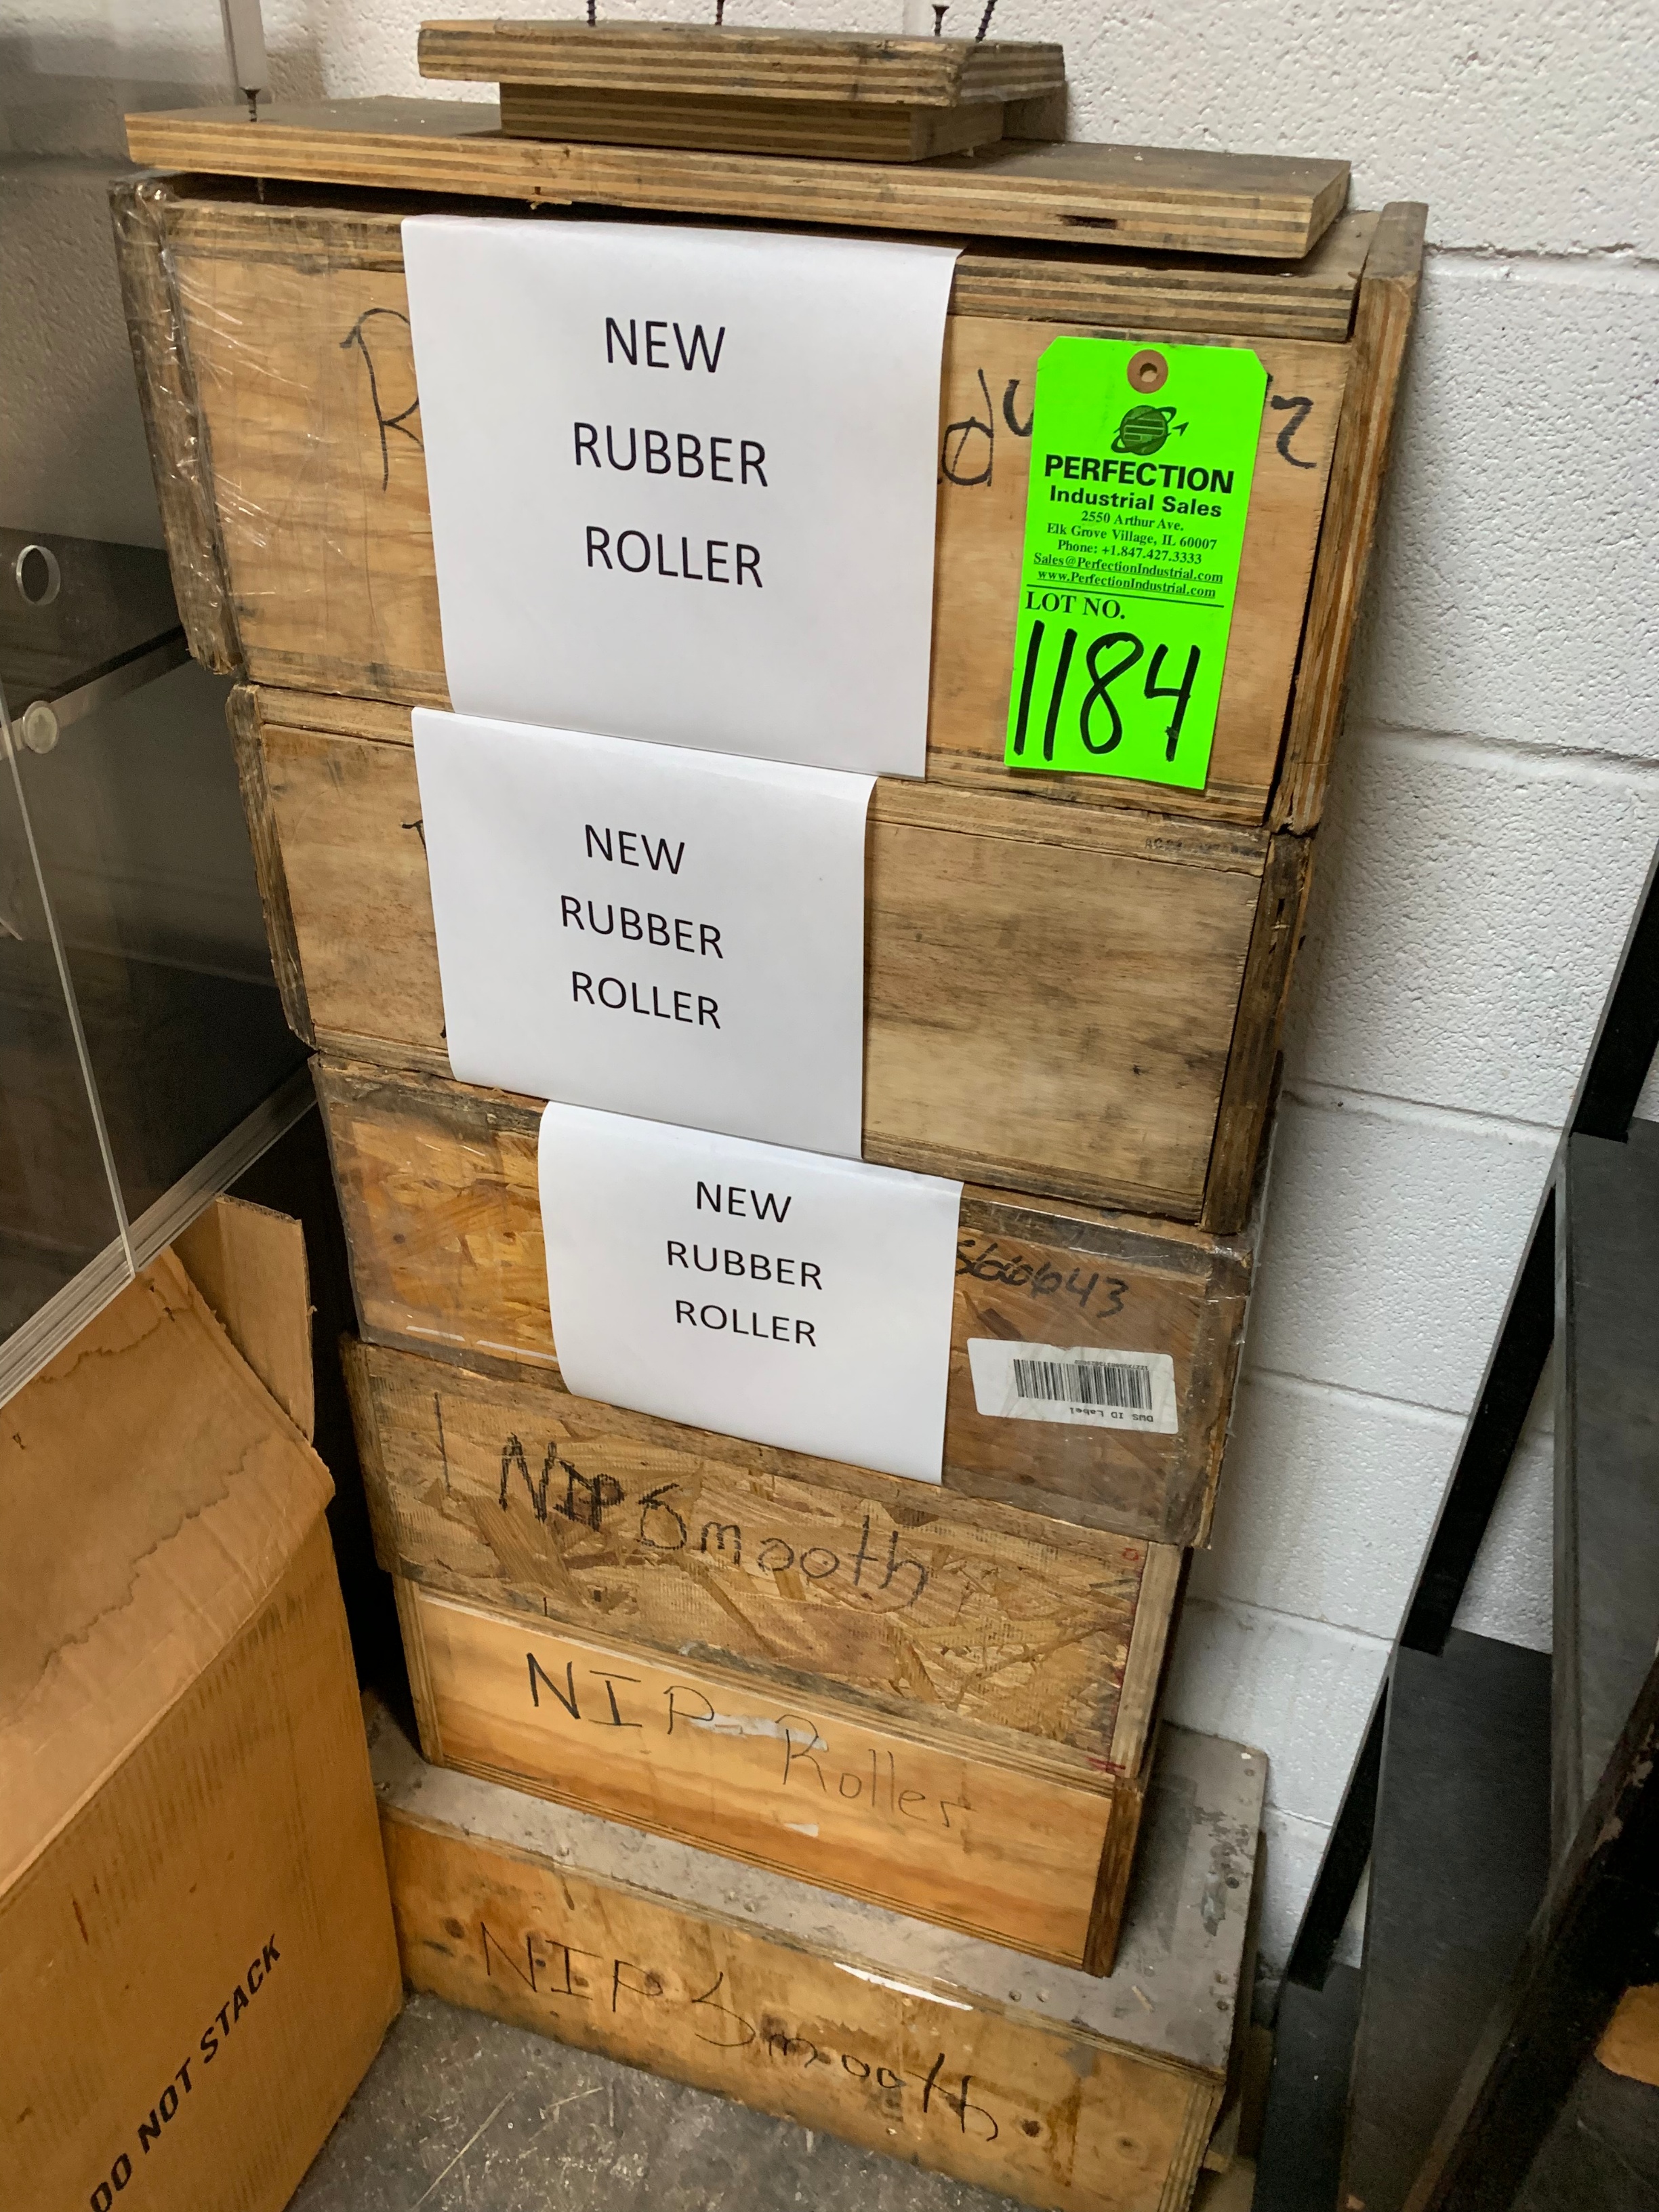 NEW
RUBBER
ROLLER
PERFECTION
Industrial Sales
2550 Arthur Ave.
Elk Grove Village, IL 60007
Phone: +1.847.427.3333
Sales@PerfectionIndustrial.com
www.PerfectionIndustrial.com
LOT NO.
1184
NEW
RUBBER
ROLLER
NEW
RUBBER
ROLLER
DWS ID Label
NIP Smooth
NIP Roller
NIP Smooth
DO NOT STACK